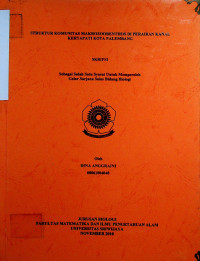 STRUKTUR KOMUNITAS MAKROZOOBENTHOS DI PERAIRAN KANAL
KERTAPATI KOTA PALEMBANG
SKRIPSI
Sebagai Salah Satu Syarat Untuk Memperoleh
Gelar Sarjana Sains Bidang Biologi
Oleh
DINA ANGGRAINI
JURUSAN BIOLOGI
FAKULTAS MATEMATIKA DAN ILMU PENGETAHUAN ALAM
UNIVERSITAS SRIWIJAYA
NOVEMBER 2010